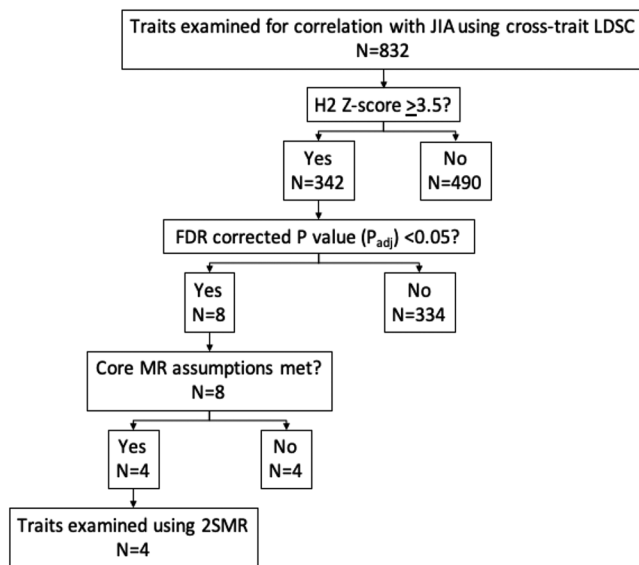 Traits examined for correlation with JIA using cross-trait LDSC
N=832
H2 Z-score ≥3.5?
Yes
N=342
No
N=490
FDR corrected P value (Padj) <0.05?
Yes
N=8
No
N=334
Core MR assumptions met?
N=8
Yes
N=4
No
N=4
Traits examined using 2SMR
N=4